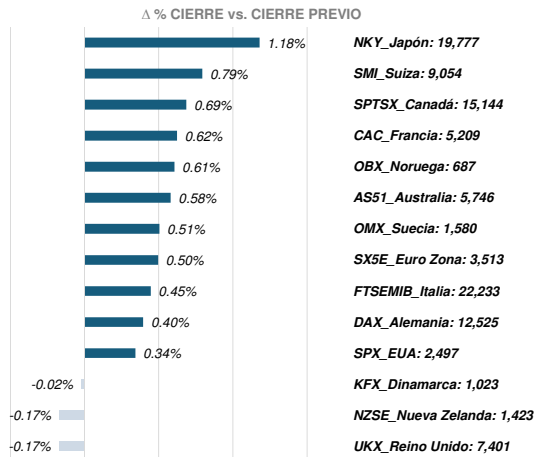 Δ % CIERRE vs. CIERRE PREVIO
1.18% NKY_Japón: 19,777
0.79% SMI_Suiza: 9,054
0.69% SPTSX_Canadá: 15,144
0.62% CAC_Francia: 5,209
0.61% OBX_Noruega: 687
0.58% AS51_Australia: 5,746
0.51% OMX_Suecia: 1,580
0.50% SX5E_Euro Zona: 3,513
0.45% FTSEMIB_Italia: 22,233
0.40% DAX_Alemania: 12,525
0.34% SPX_EUA: 2,497
-0.02% KFX_Dinamarca: 1,023
-0.17% NZSE_Nueva Zelanda: 1,423
-0.17% UKX_Reino Unido: 7,401